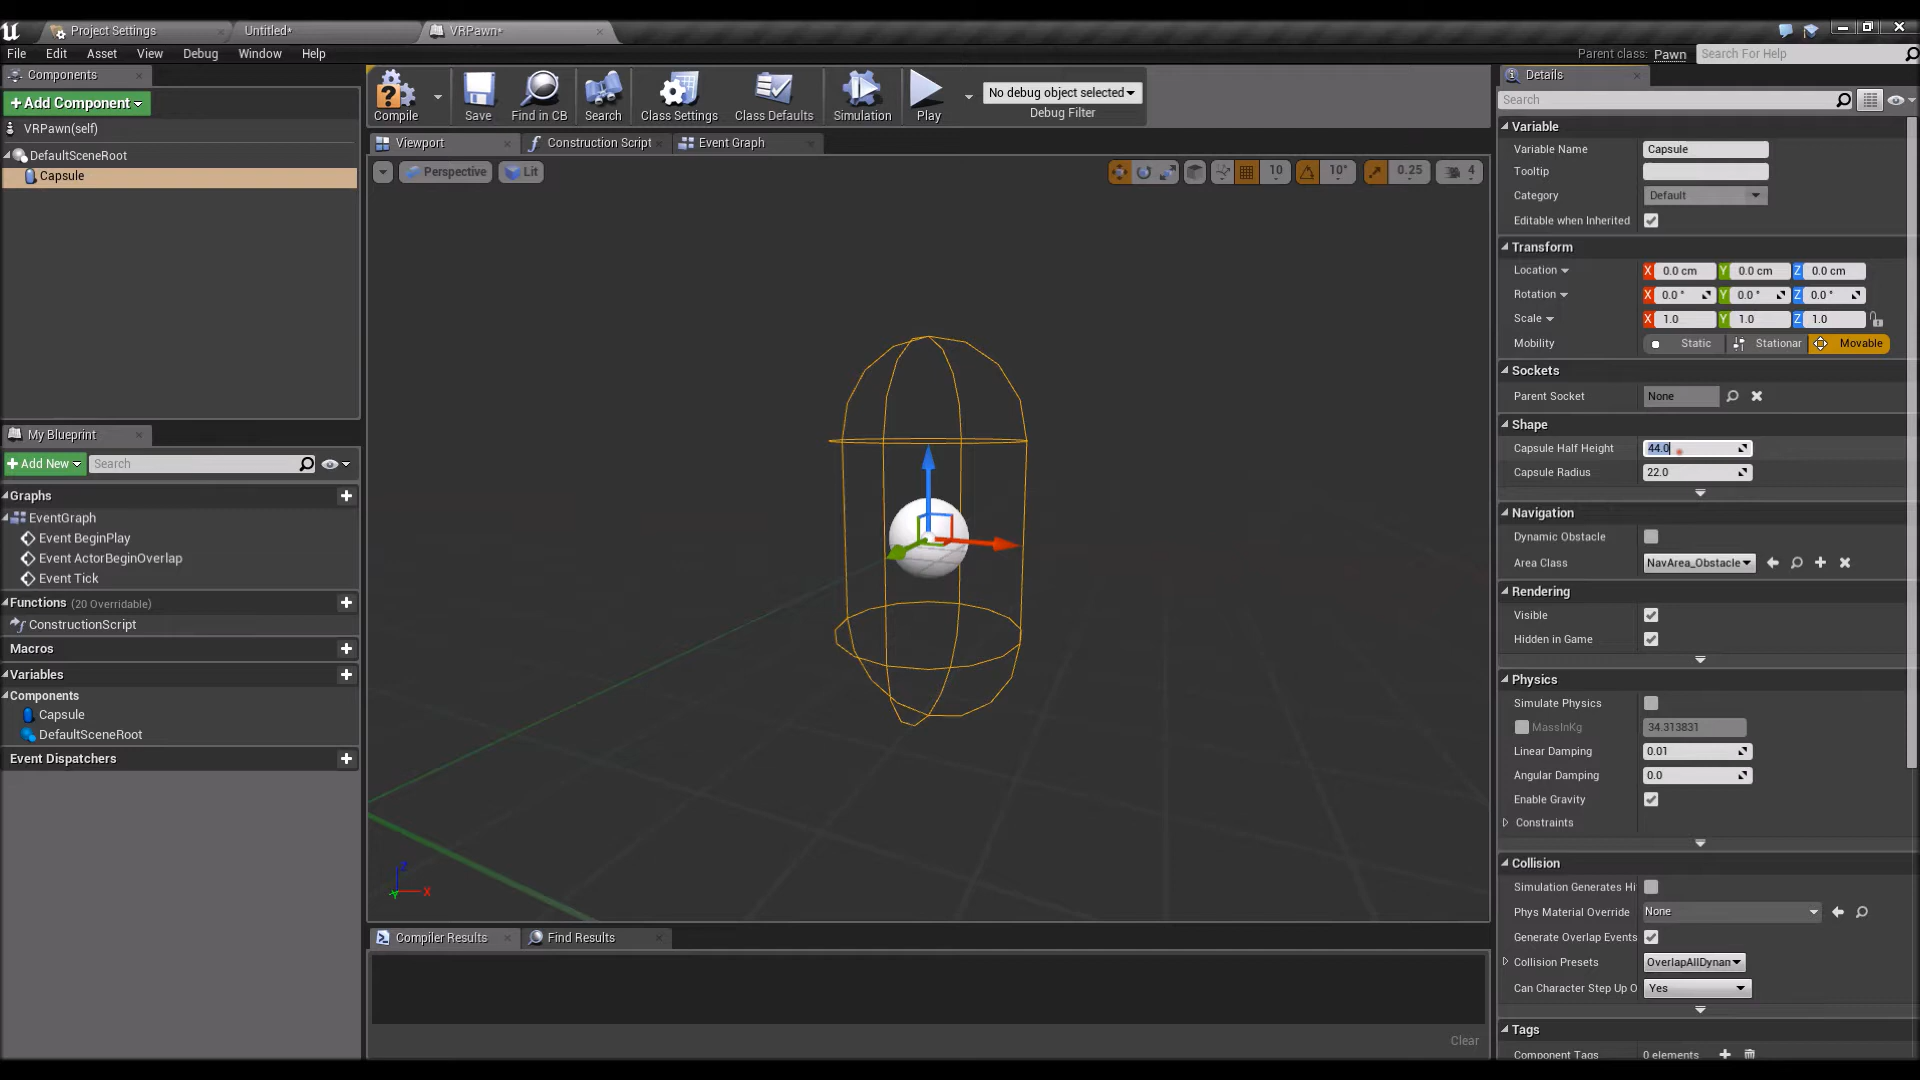 Project Settings
Untitled*
VRPawn*
File
Edit
Asset
View
Debug
Window
Help
Parent class: Pawn
Search For Help
Components
+Add Component
VRPawn(self)
DefaultSceneRoot
Capsule
Compile
Save
Find in CB
Search
Class Settings
Class Defaults
Simulation
Play
No debug object selected
Debug Filter
Viewport
Construction Script
Event Graph
Perspective
Lit
10
10°
0.25
4
X
Z
My Blueprint
+Add New
Search
Graphs
EventGraph
Event BeginPlay
Event ActorBeginOverlap
Event Tick
Functions (20 Overridable)
ConstructionScript
Macros
Variables
Components
Capsule
DefaultSceneRoot
Event Dispatchers
Compiler Results
Find Results
Clear
Details
Search
Variable
Variable Name Capsule
Tooltip
Category Default
Editable when Inherited
Transform
Location X 0.0 cm Y 0.0 cm Z 0.0 cm
Rotation X 0.0 ° Y 0.0 ° Z 0.0 °
Scale X 1.0 Y 1.0 Z 1.0
Mobility Static Stationar Movable
Sockets
Parent Socket None
Shape
Capsule Half Height 44.0
Capsule Radius 22.0
Navigation
Dynamic Obstacle
Area Class NavArea_Obstacle
Rendering
Visible
Hidden in Game
Physics
Simulate Physics
MassInKg 34.313831
Linear Damping 0.01
Angular Damping 0.0
Enable Gravity
Constraints
Collision
Simulation Generates Hi
Phys Material Override None
Generate Overlap Events
Collision Presets OverlapAllDynan
Can Character Step Up O Yes
Tags
Component Tags 0 elements